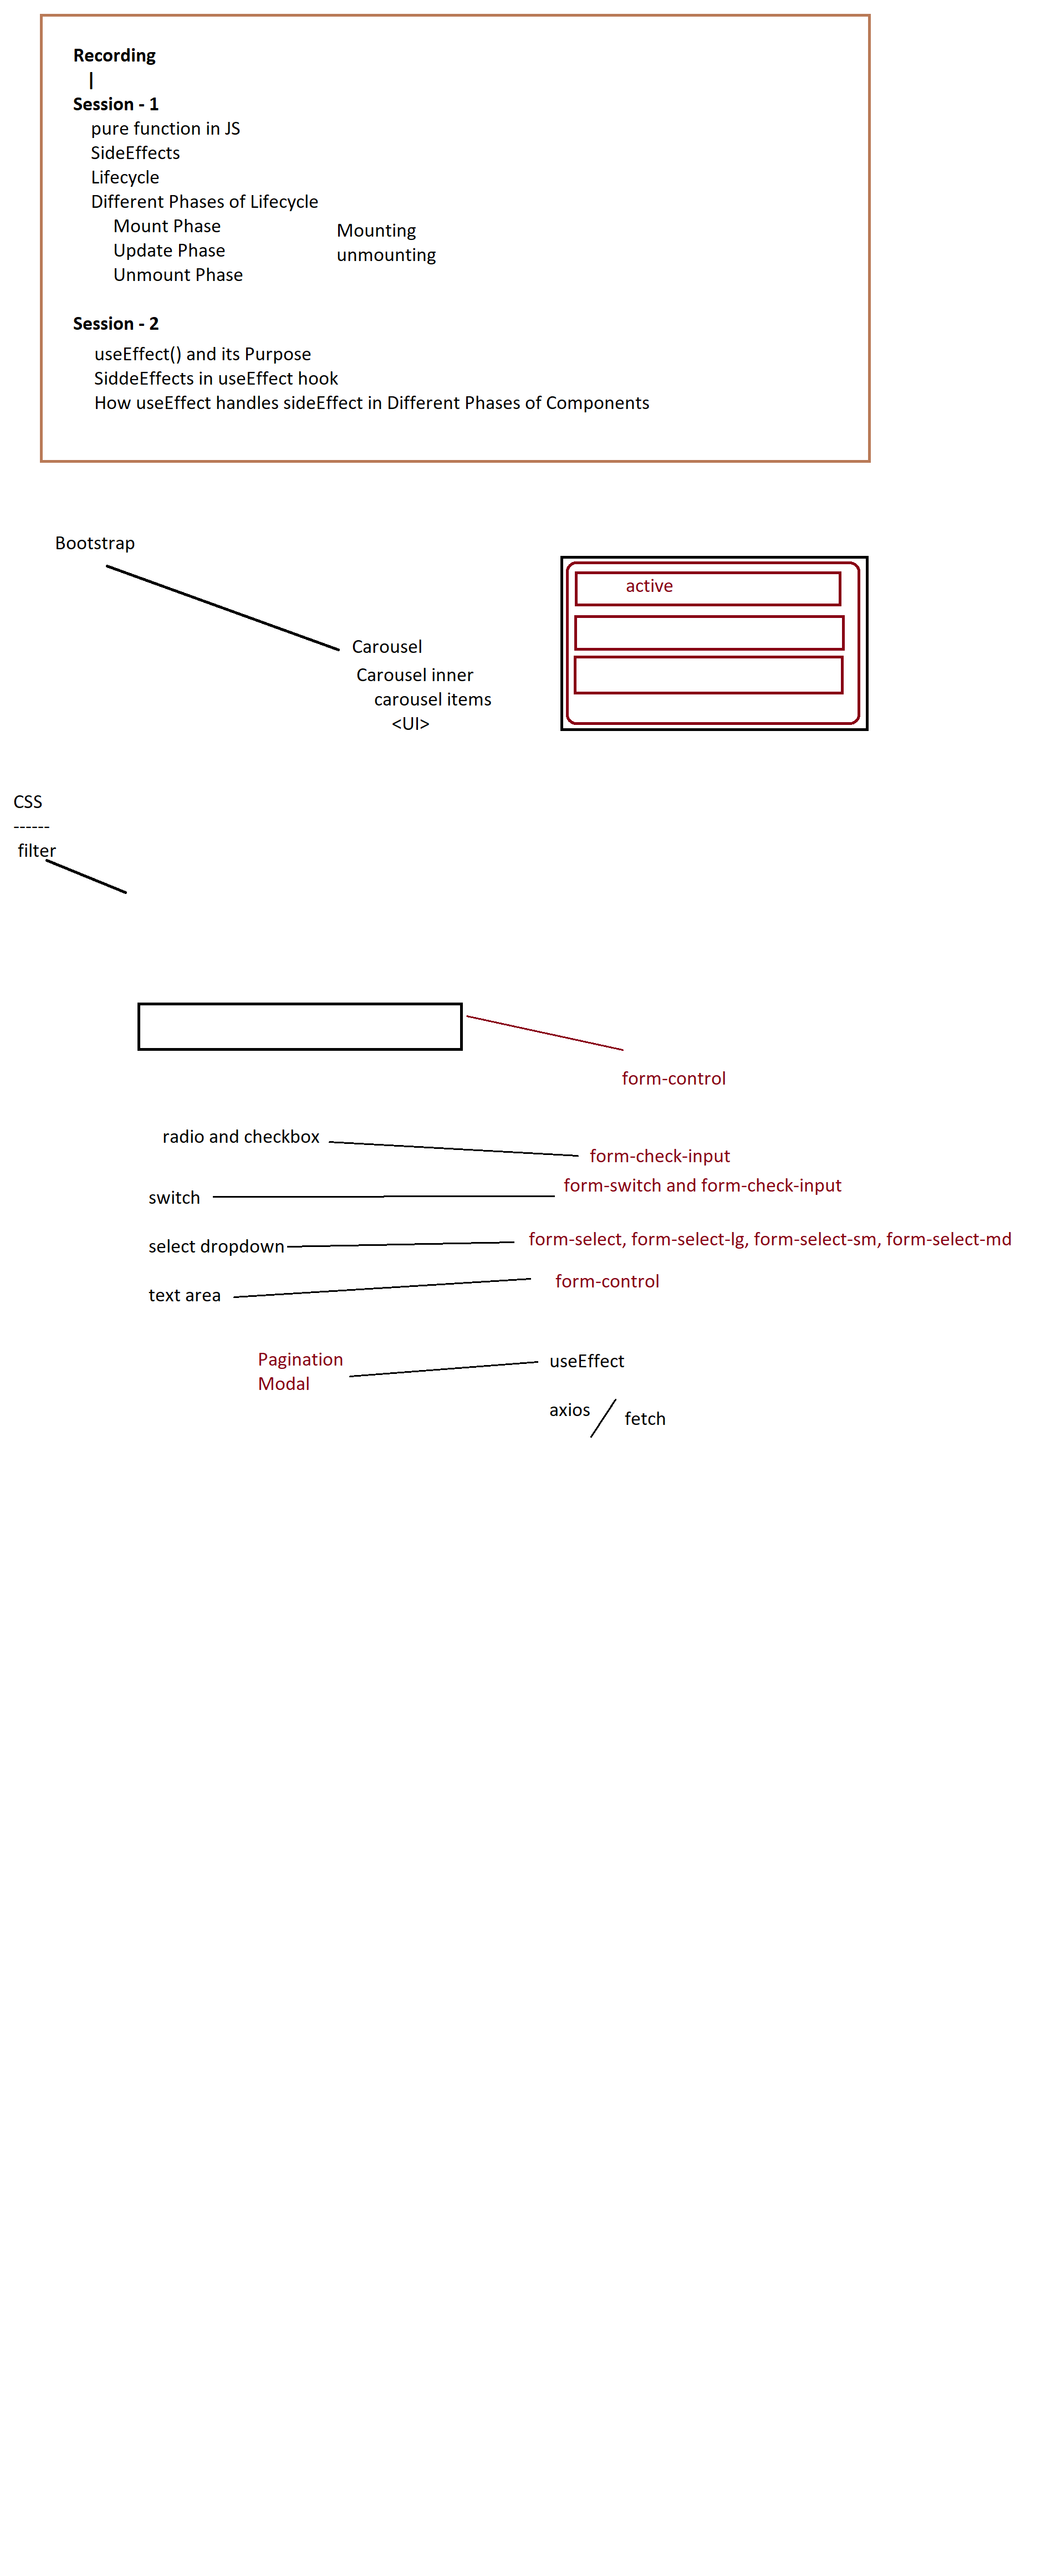 Recording
|
Session - 1
pure function in JS
SideEffects
Lifecycle
Different Phases of Lifecycle
Mount Phase
Update Phase
Unmount Phase
Mounting
unmounting
Session - 2
useEffect() and its Purpose
SiddeEffects in useEffect hook
How useEffect handles sideEffect in Different Phases of Components
Bootstrap
Carousel
Carousel inner
carousel items
<UI>
active
CSS
------
filter
form-control
radio and checkbox
form-check-input
switch
form-switch and form-check-input
select dropdown
form-select, form-select-lg, form-select-sm, form-select-md
text area
form-control
Pagination
Modal
useEffect
axios
fetch